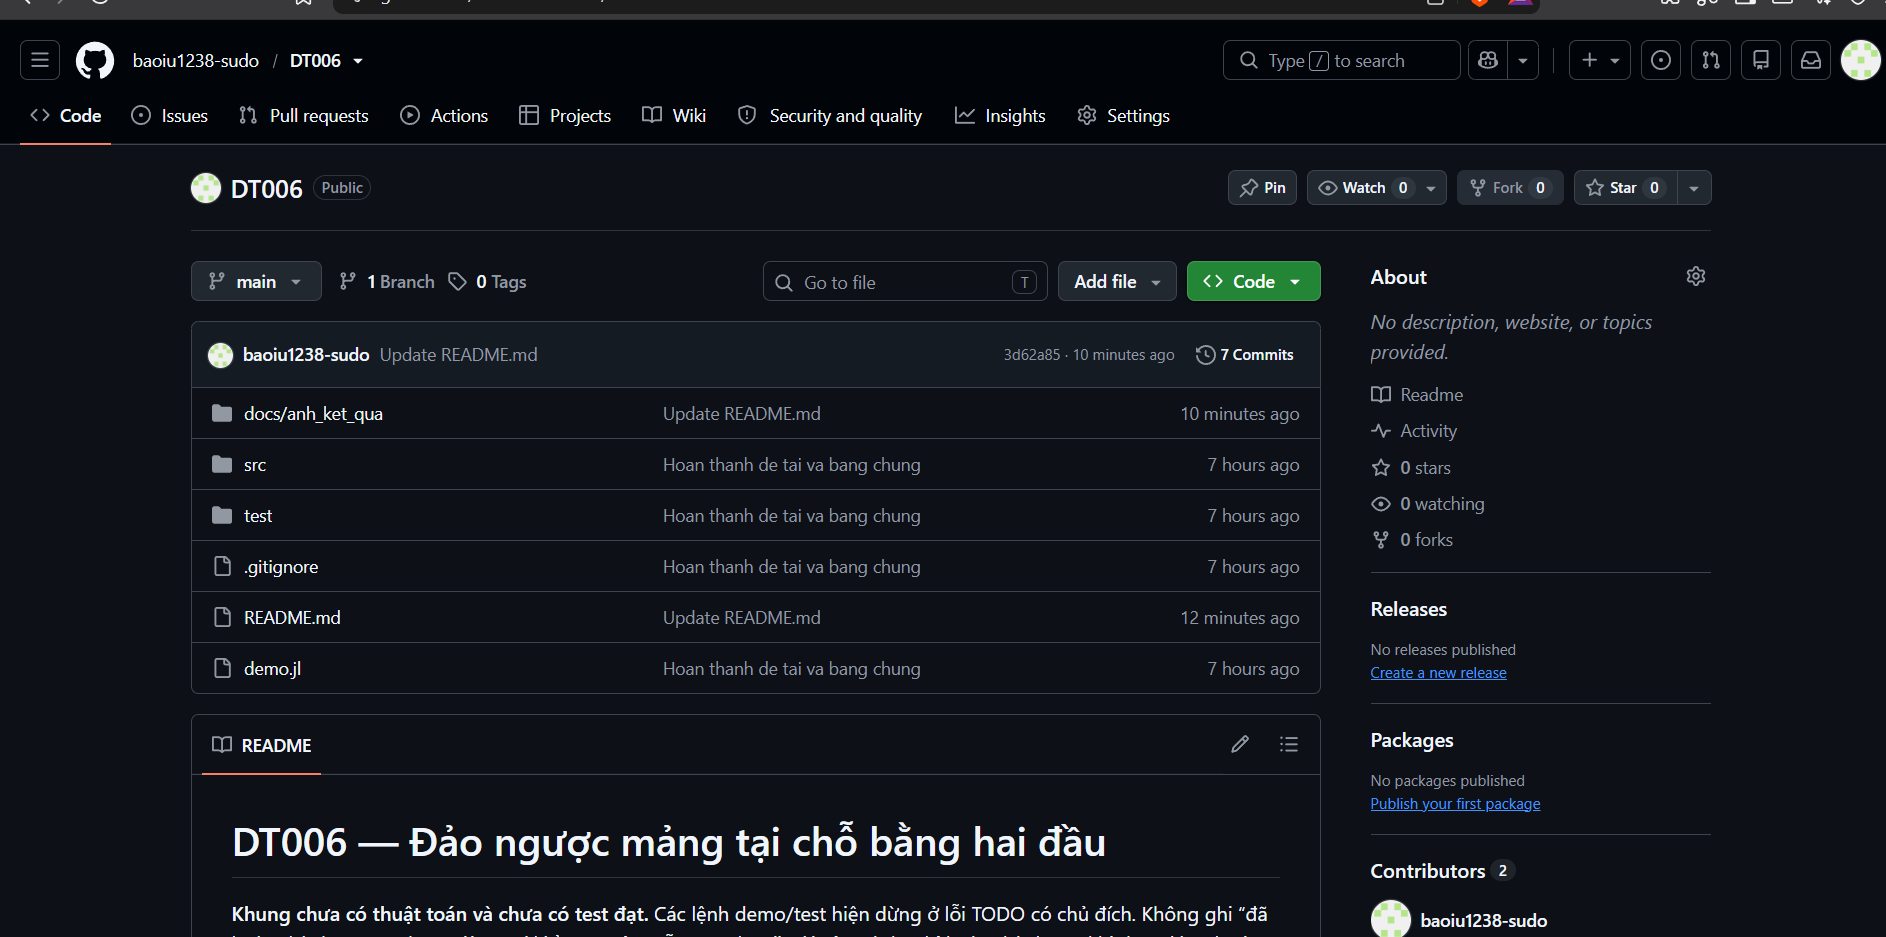 baoiu1238-sudo / DT006
Type / to search
Code Issues Pull requests Actions Projects Wiki Security and quality Insights Settings
DT006 Public
Pin Watch 0 Fork 0 Star 0
main 1 Branch 0 Tags Go to file T Add file Code
baoiu1238-sudo Update README.md 3d62a85 · 10 minutes ago 7 Commits
docs/anh_ket_qua Update README.md 10 minutes ago
src Hoan thanh de tai va bang chung 7 hours ago
test Hoan thanh de tai va bang chung 7 hours ago
.gitignore Hoan thanh de tai va bang chung 7 hours ago
README.md Update README.md 12 minutes ago
demo.jl Hoan thanh de tai va bang chung 7 hours ago
README
DT006 — Đảo ngược mảng tại chỗ bằng hai đầu
Khung chưa có thuật toán và chưa có test đạt. Các lệnh demo/test hiện dừng ở lỗi TODO có chủ đích. Không ghi “đã
About
No description, website, or topics
provided.
Readme
Activity
0 stars
0 watching
0 forks
Releases
No releases published
Create a new release
Packages
No packages published
Publish your first package
Contributors 2
baoiu1238-sudo